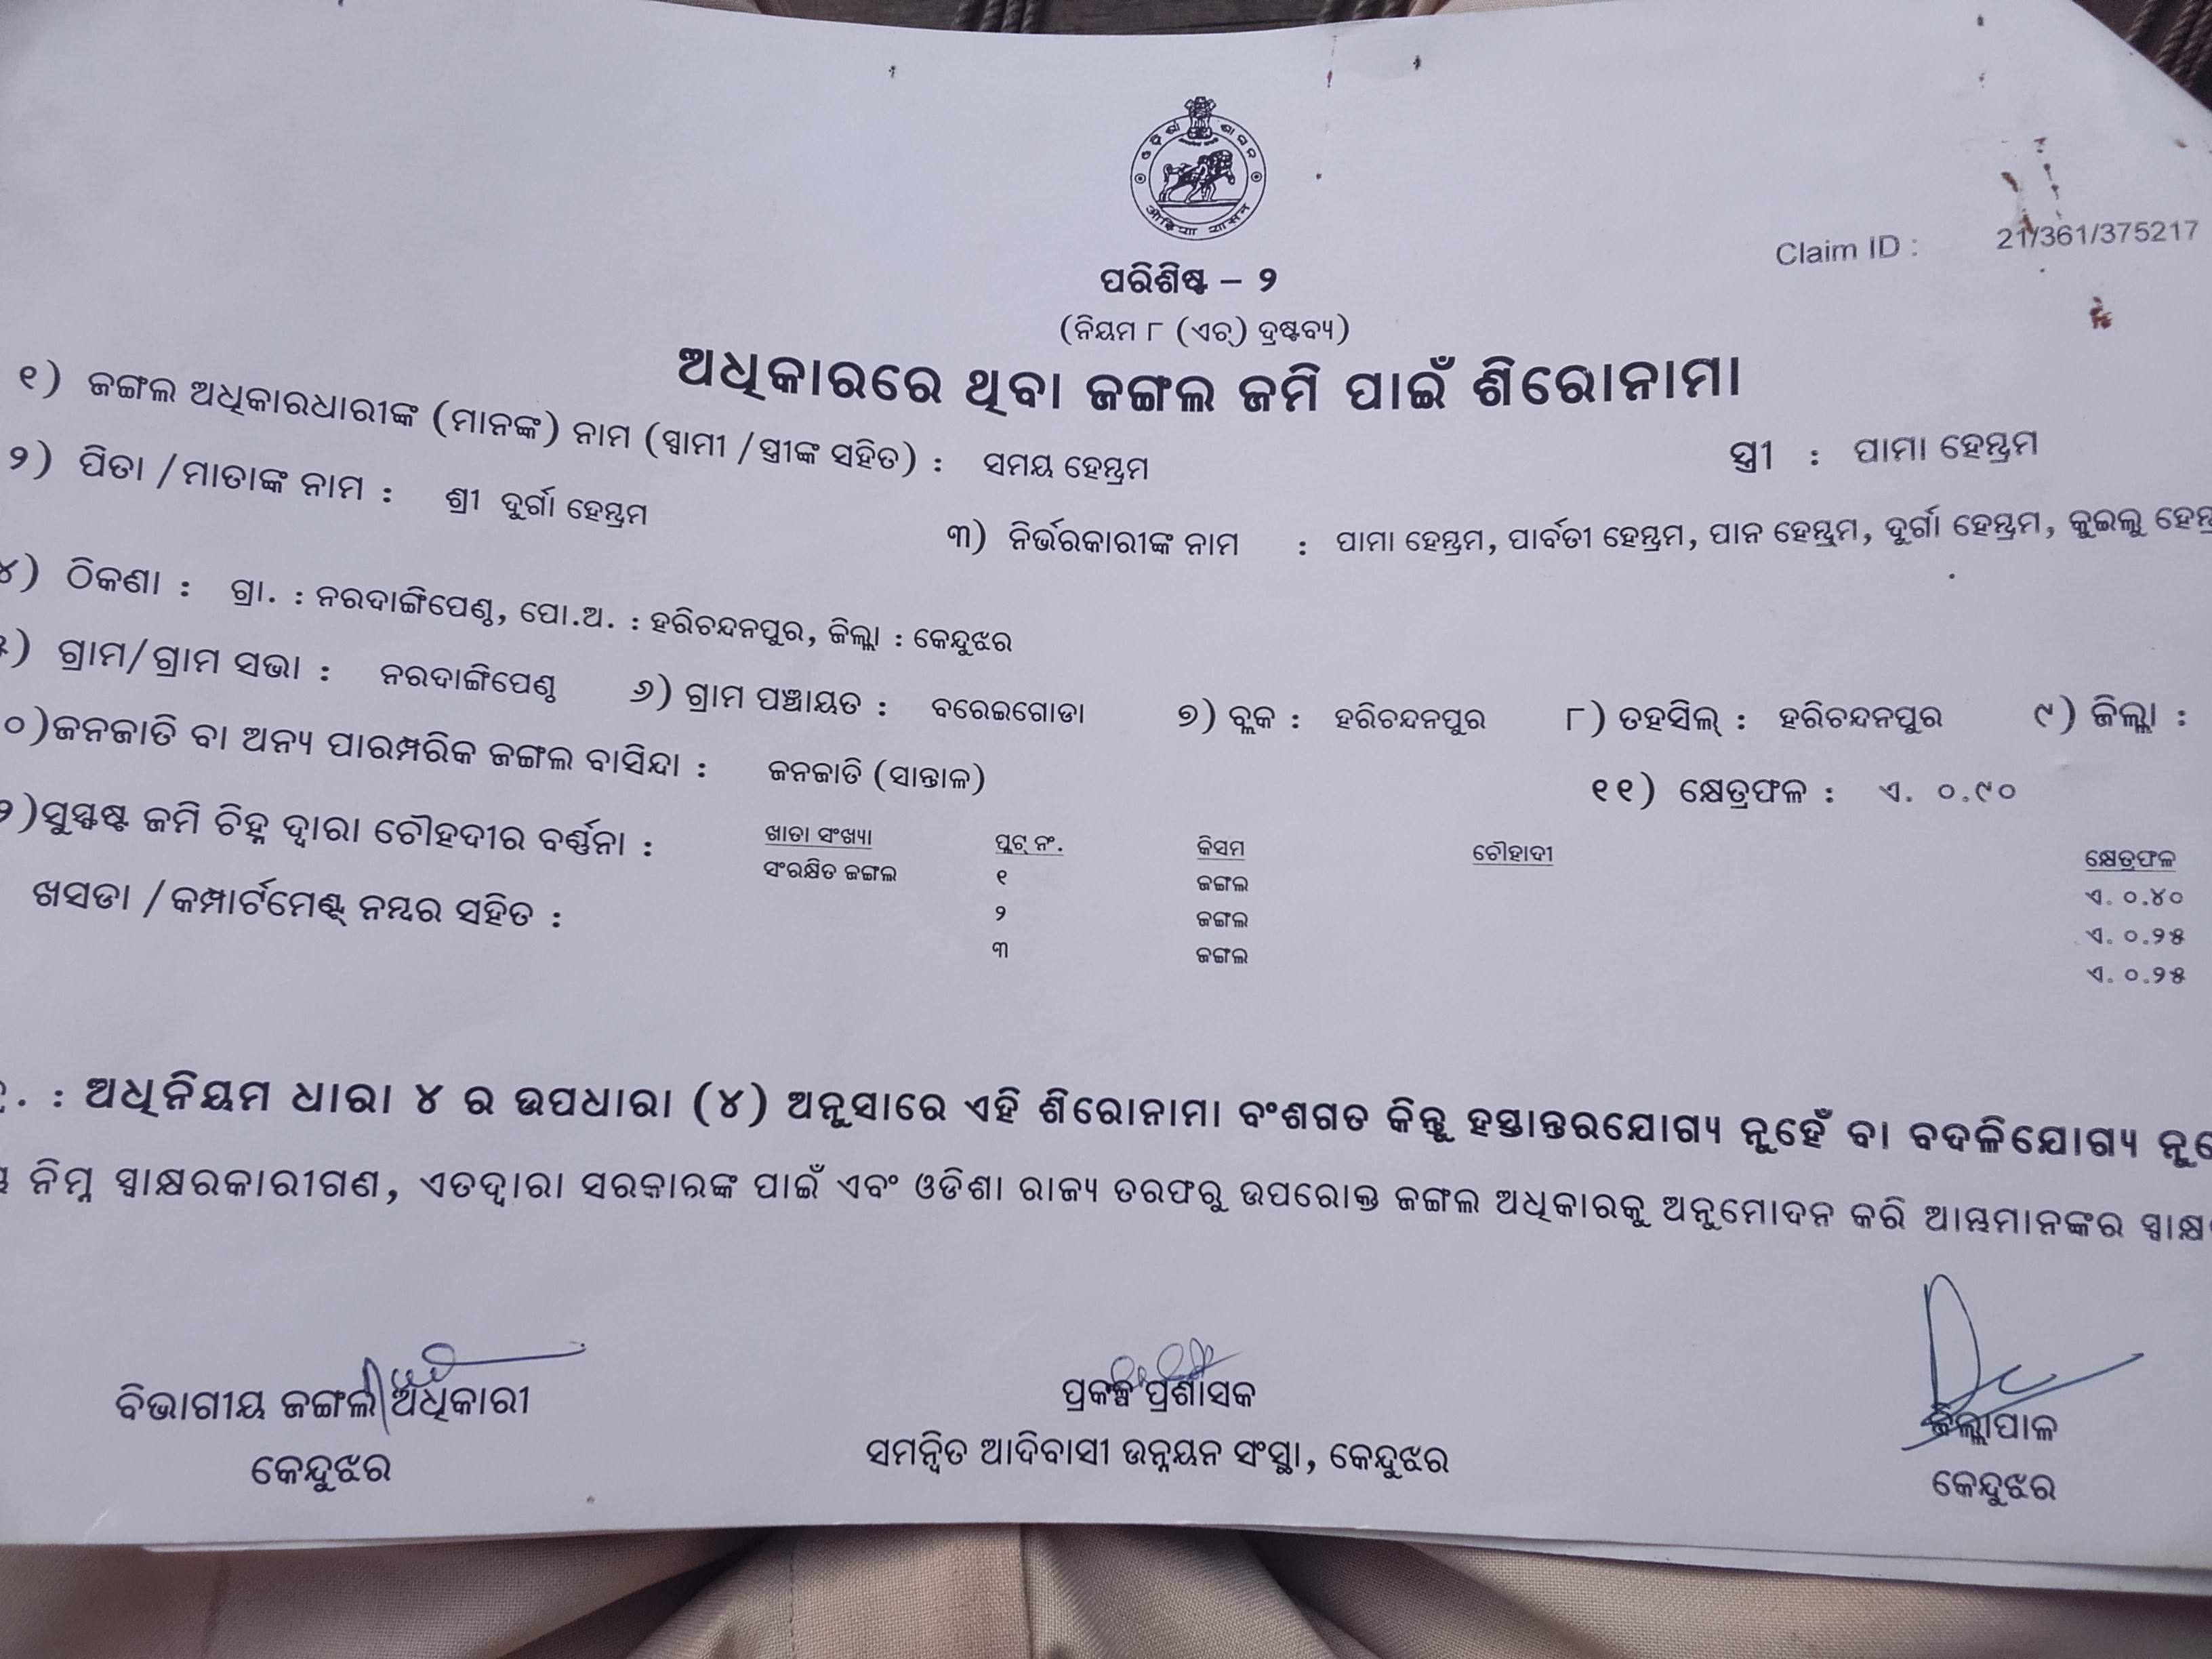 ଓଡ଼ିଶା ଶାସନ
ओड़िशा शासन
Claim ID : 21/361/375217
ପରିଶିଷ୍ଟ – ୨
(ନିୟମ ୮ (ଏଚ୍) ଦ୍ରଷ୍ଟବ୍ୟ)
ଅଧିକାରରେ ଥିବା ଜଙ୍ଗଲ ଜମି ପାଇଁ ଶିରୋନାମା
୧) ଜଙ୍ଗଲ ଅଧିକାରଧାରୀଙ୍କ (ମାନଙ୍କ) ନାମ (ସ୍ୱାମୀ /ସ୍ତ୍ରୀଙ୍କ ସହିତ) : ସମୟ ହେମ୍ବ୍ରମ ସ୍ତ୍ରୀ : ପାମା ହେମ୍ବ୍ରମ
୨) ପିତା /ମାତାଙ୍କ ନାମ : ଶ୍ରୀ ଦୁର୍ଗା ହେମ୍ବ୍ରମ ୩) ନିର୍ଭରକାରୀଙ୍କ ନାମ : ପାମା ହେମ୍ବ୍ରମ, ପାର୍ବତୀ ହେମ୍ବ୍ରମ, ପାନ ହେମ୍ବ୍ରମ, ଦୁର୍ଗା ହେମ୍ବ୍ରମ, କୁଇଲୁ
୪) ଠିକଣା : ଗ୍ରା. : ନରଦାଙ୍ଗିପେଣ୍ଠ, ପୋ.ଅ. : ହରିଚନ୍ଦନପୁର, ଜିଲ୍ଲା : କେନ୍ଦୁଝର
୫) ଗ୍ରାମ/ଗ୍ରାମ ସଭା : ନରଦାଙ୍ଗିପେଣ୍ଠ ୬) ଗ୍ରାମ ପଞ୍ଚାୟତ : ବରେଇଗୋଡା ୭) ବ୍ଲକ : ହରିଚନ୍ଦନପୁର ୮) ତହସିଲ୍ : ହରିଚନ୍ଦନପୁର ୯) ଜିଲ୍ଲା :
୦)ଜନଜାତି ବା ଅନ୍ୟ ପାରମ୍ପରିକ ଜଙ୍ଗଲ ବାସିନ୍ଦା : ଜନଜାତି (ସାନ୍ତାଳ) ୧୧) କ୍ଷେତ୍ରଫଳ : ଏ. ୦.୯୦
୨)ସୁସ୍ପଷ୍ଟ ଜମି ଚିହ୍ନ ଦ୍ୱାରା ଚୌହଦୀର ବର୍ଣ୍ଣନା : ଖାତା ସଂଖ୍ୟା ପ୍ଲଟ୍ ନଂ. କିସମ ଚୌହାଦୀ କ୍ଷେତ୍ରଫଳ
ସଂରକ୍ଷିତ ଜଙ୍ଗଲ ୧ ଜଙ୍ଗଲ ଏ. ୦.୪୦
ଖସଡା /କମ୍ପାର୍ଟମେଣ୍ଟ୍ ନମ୍ବର ସହିତ : ୨ ଜଙ୍ଗଲ ଏ. ୦.୨୫
୩ ଜଙ୍ଗଲ ଏ. ୦.୨୫
: ଅଧିନିୟମ ଧାରା ୪ ର ଉପଧାରା (୪) ଅନୁସାରେ ଏହି ଶିରୋନାମା ବଂଶଗତ କିନ୍ତୁ ହସ୍ତାନ୍ତରଯୋଗ୍ୟ ନୁହେଁ ବା ବଦଳିଯୋଗ୍ୟ
ନିମ୍ନ ସ୍ୱାକ୍ଷରକାରୀଗଣ, ଏତଦ୍ୱାରା ସରକାରଙ୍କ ପାଇଁ ଏବଂ ଓଡିଶା ରାଜ୍ୟ ତରଫରୁ ଉପରୋକ୍ତ ଜଙ୍ଗଲ ଅଧିକାରକୁ ଅନୁମୋଦନ କରି ଆମ୍ଭମାନଙ୍କର
ବିଭାଗୀୟ ଜଙ୍ଗଲ ଅଧିକାରୀ
କେନ୍ଦୁଝର
ପ୍ରକଳ୍ପ ପ୍ରଶାସକ
ସମନ୍ୱିତ ଆଦିବାସୀ ଉନ୍ନୟନ ସଂସ୍ଥା, କେନ୍ଦୁଝର
ଜିଲ୍ଲାପାଳ
କେନ୍ଦୁଝର